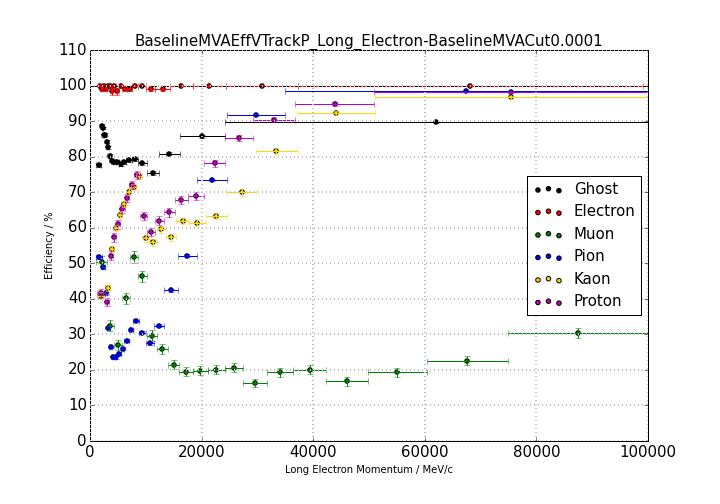 BaselineMVAEffVTrackP_Long_Electron-BaselineMVACut0.0001
110
100
90
80
70
60
50
40
30
20
10
0
Efficiency / %
Ghost
Electron
Muon
Pion
Kaon
Proton
0 20000 40000 60000 80000 100000
Long Electron Momentum / MeV/c